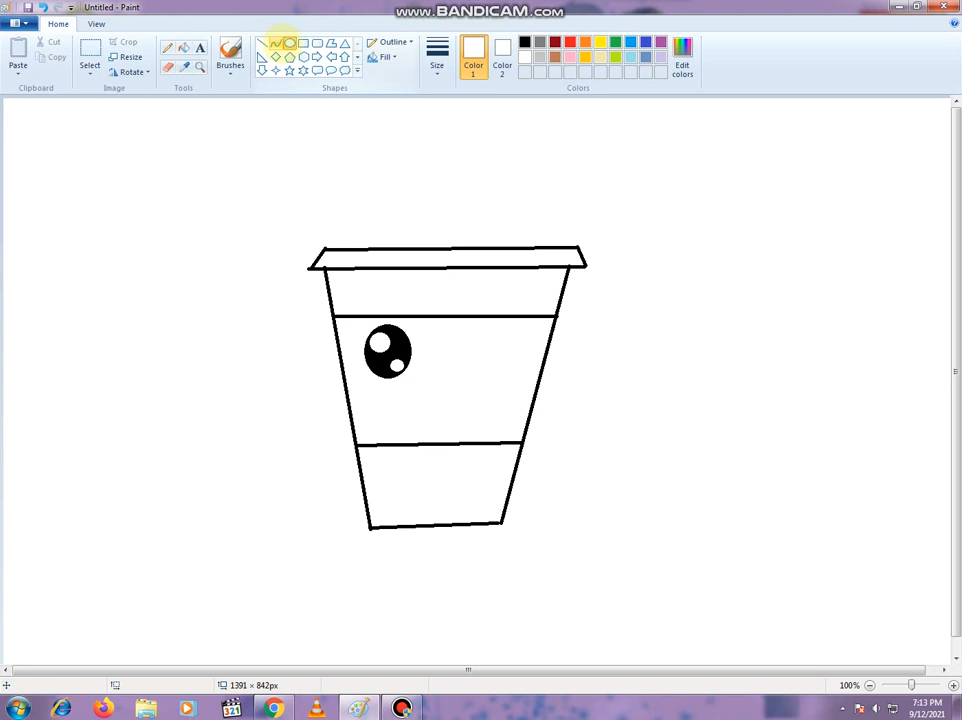 www.BANDICAM.com
Untitled - Paint
Home View
Paste
Cut
Copy
Clipboard
Select
Crop
Resize
Rotate
Image
A
Tools
Brushes
Shapes
Outline
Fill
Size
Color 1
Color 2
Edit colors
Colors
1391 × 842px
100%
321
7:13 PM
9/12/2021